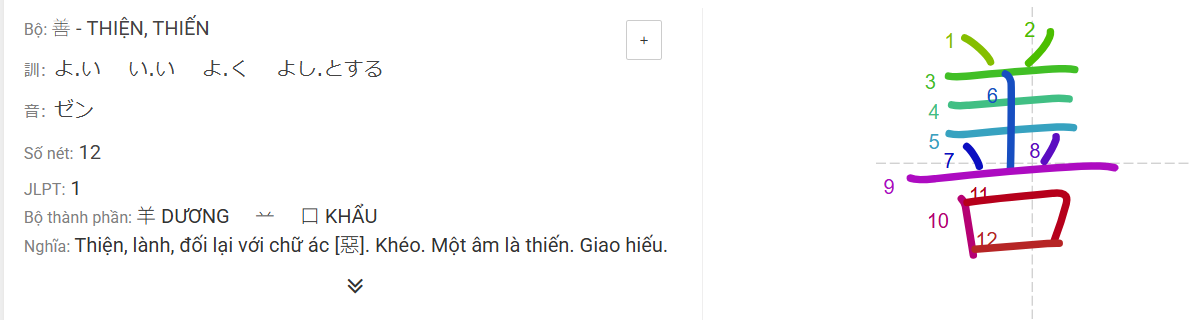 Bộ: 善 - THIỆN, THIẾN
+
訓: よ.い い.い よ.く よし.とする
音: ゼン
Số nét: 12
JLPT: 1
Bộ thành phần: 羊 DƯƠNG 䒑 口 KHẨU
Nghĩa: Thiện, lành, đối lại với chữ ác [惡]. Khéo. Một âm là thiến. Giao hiếu.
善
1
2
3
4
5
6
7
8
9
10
11
12